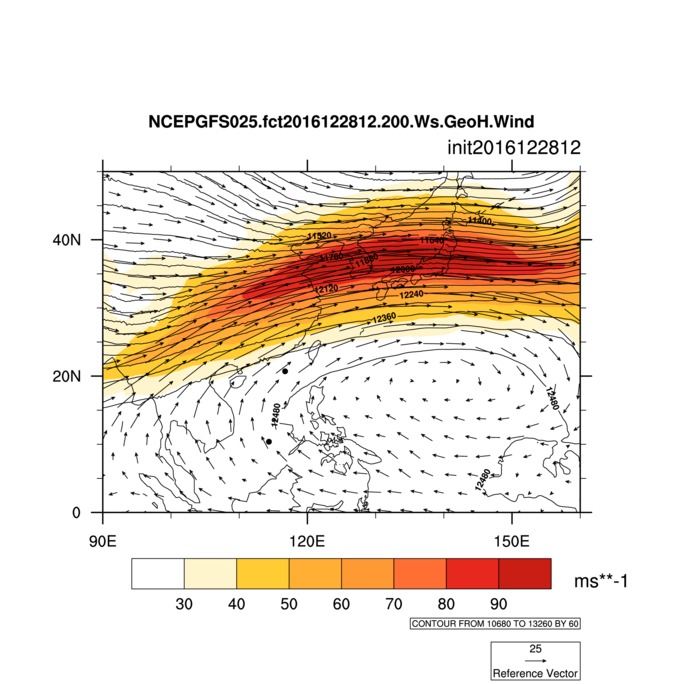 NCEPGFS025.fct2016122812.200.Ws.GeoH.Wind
init2016122812
11400
11520
11640
40N
11760
11880
12000
12120
12240
12360
20N
12480
12480
12480
0
90E 120E 150E
30 40 50 60 70 80 90
ms**-1
CONTOUR FROM 10680 TO 13260 BY 60
25
Reference Vector